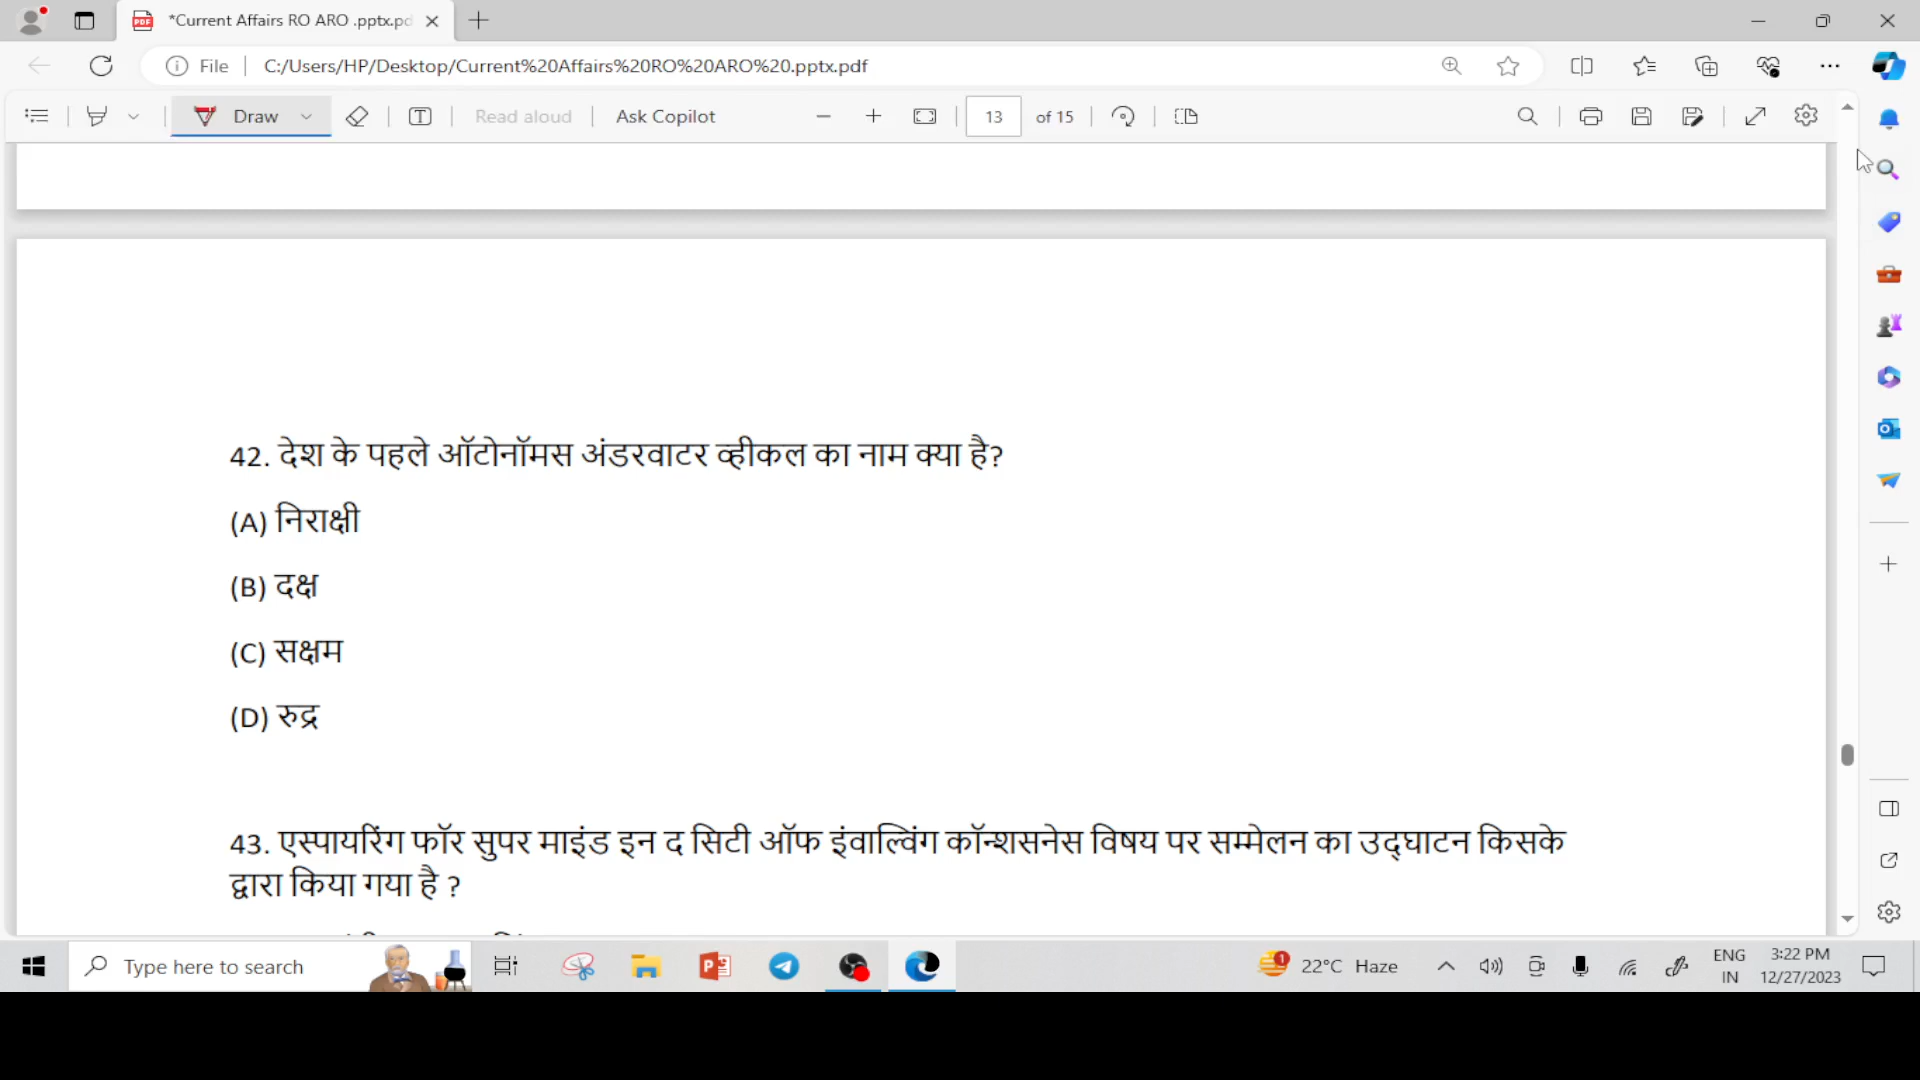 *Current Affairs RO ARO .pptx.pd
File
C:/Users/HP/Desktop/Current%20Affairs%20RO%20ARO%20.pptx.pdf
Draw
Read aloud
Ask Copilot
13 of 15
42. देश के पहले ऑटोनॉमस अंडरवाटर व्हीकल का नाम क्या है?
(A) निराक्षी
(B) दक्ष
(C) सक्षम
(D) रुद्र
43. एस्पायरिंग फॉर सुपर माइंड इन द सिटी ऑफ इंवाल्विंग कॉन्शसनेस विषय पर सम्मेलन का उद्घाटन किसके
द्वारा किया गया है ?
Type here to search
22°C Haze
ENG
IN
3:22 PM
12/27/2023